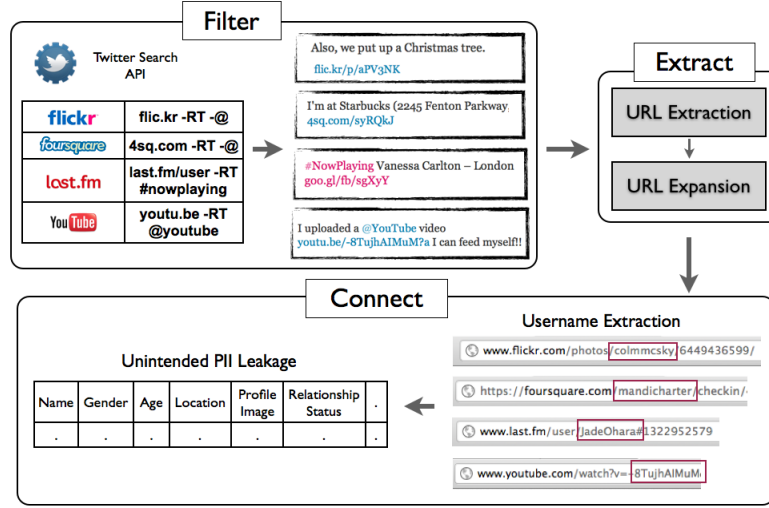 Filter
Twitter Search
API
flickr
flic.kr -RT -@
foursquare
4sq.com -RT -@
last.fm
last.fm/user -RT
#nowplaying
YouTube
youtu.be -RT
@youtube
Also, we put up a Christmas tree.
flic.kr/p/aPV3NK
I'm at Starbucks (2245 Fenton Parkway,
4sq.com/syRQkJ
#NowPlaying Vanessa Carlton – London
goo.gl/fb/sgXyY
I uploaded a @YouTube video
youtu.be/-8TujhAIMuM?a I can feed myself!!
Extract
URL Extraction
URL Expansion
Connect
Username Extraction
www.flickr.com/photos/colmmcsky/6449436599/
https://foursquare.com/mandicharter/checkin/
www.last.fm/user/JadeOhara#1322952579
www.youtube.com/watch?v=-8TujhAIMuM
Unintended PII Leakage
Name Gender Age Location Profile Image Relationship Status .
. . . . . . .